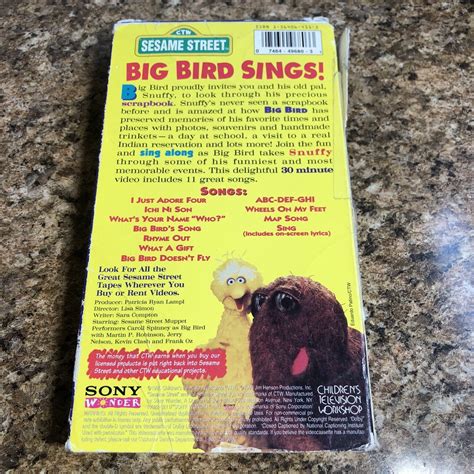 CTW
SESAME STREET
ISBN
0 7464 49680 3
BIG BIRD SINGS!
Big Bird proudly invites you and his old pal,
Snuffy, to look through his precious
scrapbook. Snuffy's never seen a scrapbook
before and is amazed at how BIG BIRD has
preserved memories of his favorite times and
places with photos, souvenirs and handmade
trinkets—a day at school, a visit to a real
Indian reservation and lots more! Join the fun
and sing along as Big Bird takes Snuffy
through some of his funniest and most
memorable events. This delightful 30 minute
video includes 11 great songs.
SONGS:
I JUST ADORE FOUR
ICHI NI SON
WHAT'S YOUR NAME "WHO?"
BIG BIRD'S SONG
RHYME OUT
WHAT A GIFT
BIG BIRD DOESN'T FLY
ABC-DEF-GHI
WHEELS ON MY FEET
MAP SONG
SING
(includes on-screen lyrics)
Look For All the
Great Sesame Street
Tapes Wherever You
Buy or Rent Videos.
Producer: Patricia Ryan Lampl
Director: Lisa Simon
Writer: Sara Compton
Starring: Sesame Street Muppet
Performers Caroll Spinney as Big Bird
with Martin P. Robinson, Jerry
Nelson, Kevin Clash and Frank Oz
The money that CTW earns when you buy our
licensed products is put right back into Sesame
Street and other CTW educational projects.
SONY
WONDER
CHILDREN'S
TELEVISION
WORKSHOP